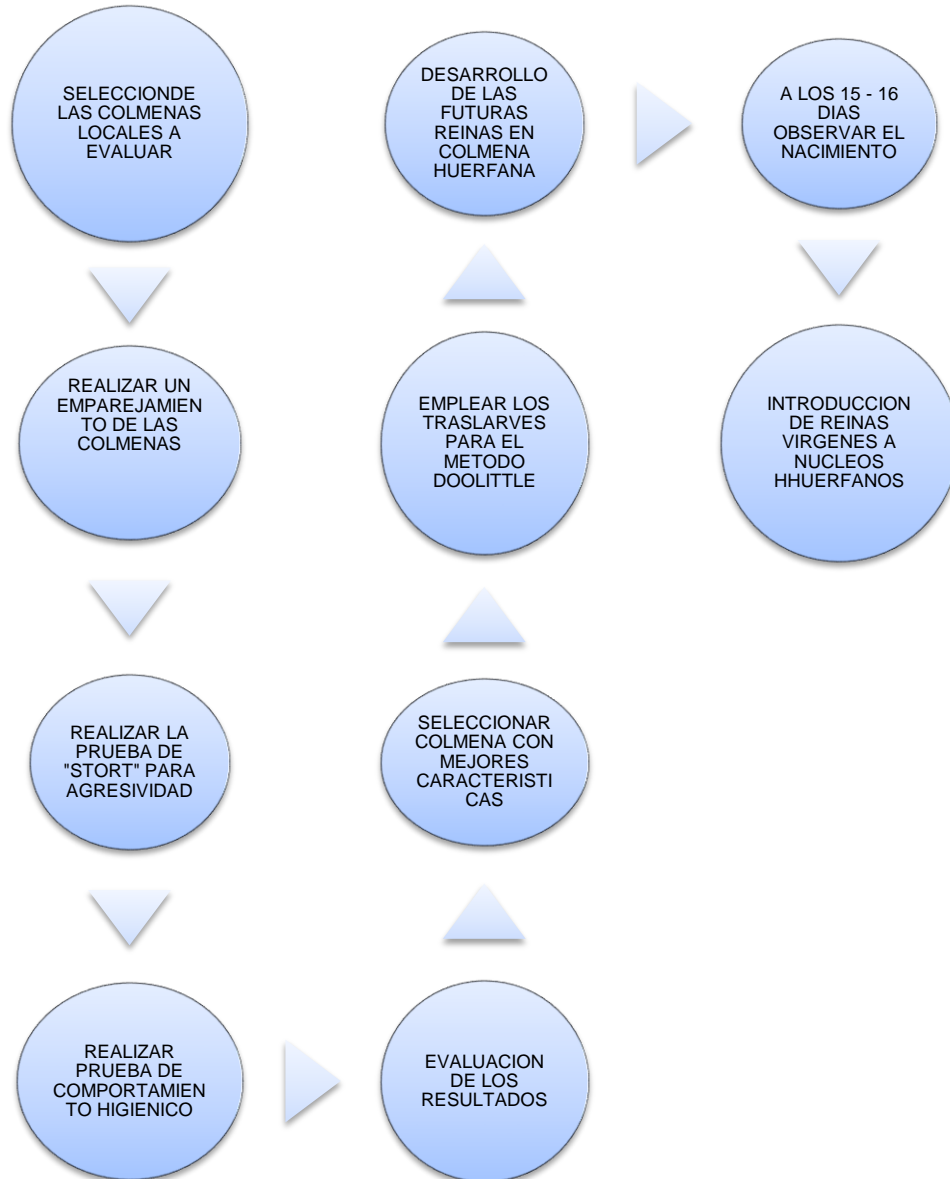 SELECCIONDE
LAS COLMENAS
LOCALES A
EVALUAR
REALIZAR UN
EMPAREJAMIEN
TO DE LAS
COLMENAS
REALIZAR LA
PRUEBA DE
"STORT" PARA
AGRESIVIDAD
REALIZAR
PRUEBA DE
COMPORTAMIE
NTO HIGIENICO
EVALUACION
DE LOS
RESULTADOS
SELECCIONAR
COLMENA CON
MEJORES
CARACTERISTI
CAS
EMPLEAR LOS
TRASLARVES
PARA EL
METODO
DOOLITTLE
DESARROLLO
DE LAS
FUTURAS
REINAS EN
COLMENA
HUERFANA
A LOS 15 - 16
DIAS
OBSERVAR EL
NACIMIENTO
INTRODUCCION
DE REINAS
VIRGENES A
NUCLEOS
HHUERFANOS